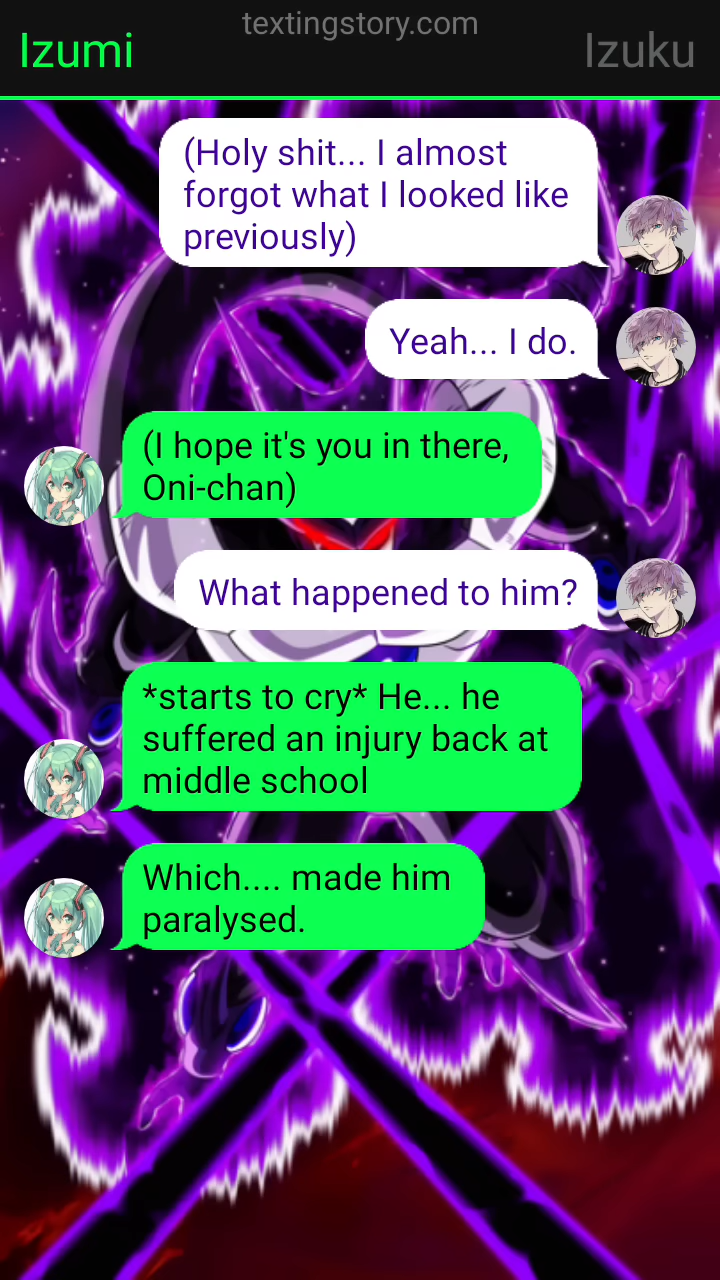 textingstory.com
Izumi
Izuku
(Holy shit... I almost
forgot what I looked like
previously)
Yeah... I do.
(I hope it's you in there,
Oni-chan)
What happened to him?
*starts to cry* He... he
suffered an injury back at
middle school
Which.... made him
paralysed.